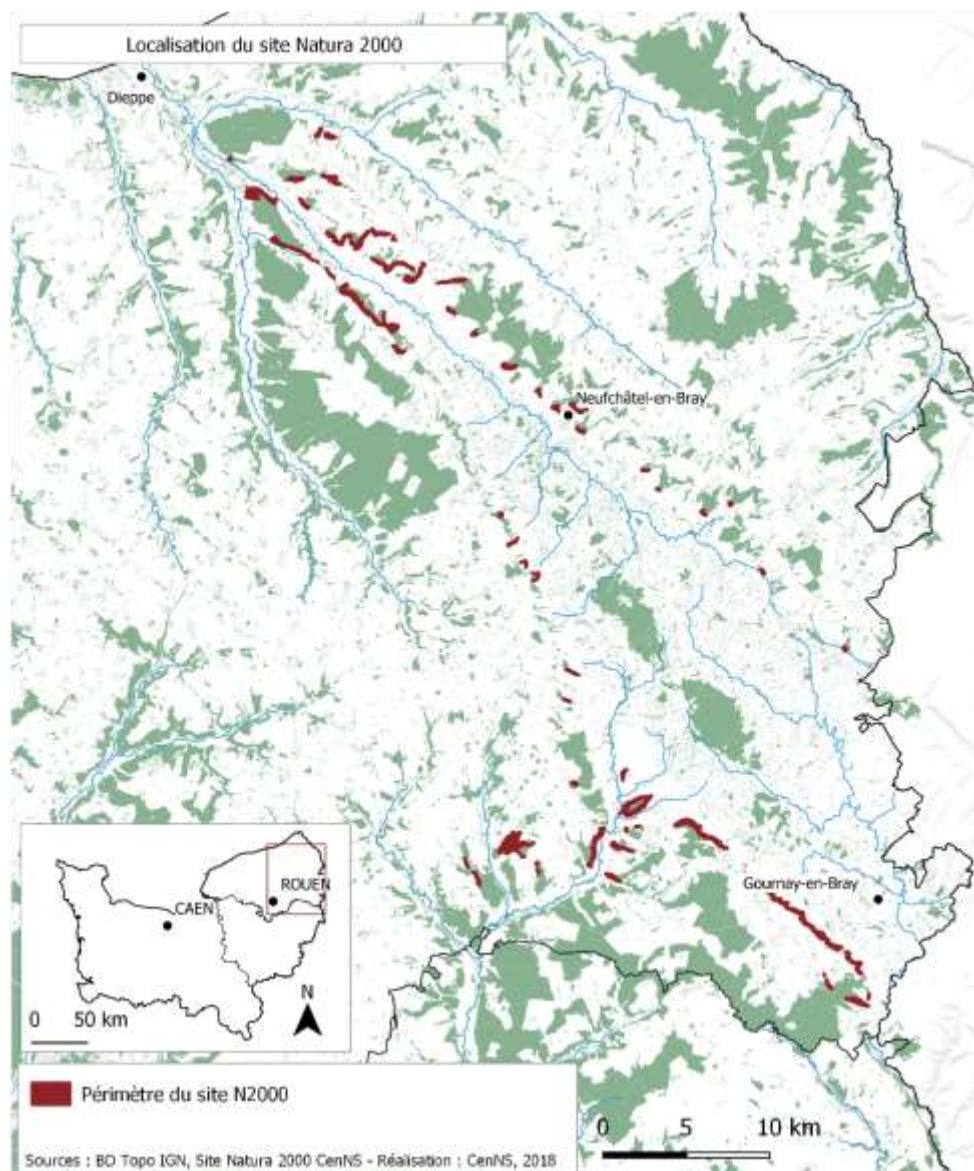 Localisation du site Natura 2000
Dieppe
Neufchâtel-en-Bray
Gournay-en-Bray
ROUEN
CAEN
N
0 50 km
Périmètre du site N2000
0 5 10 km
Sources : BD Topo IGN, Site Natura 2000 CenNS - Réalisation : CenNS, 2018